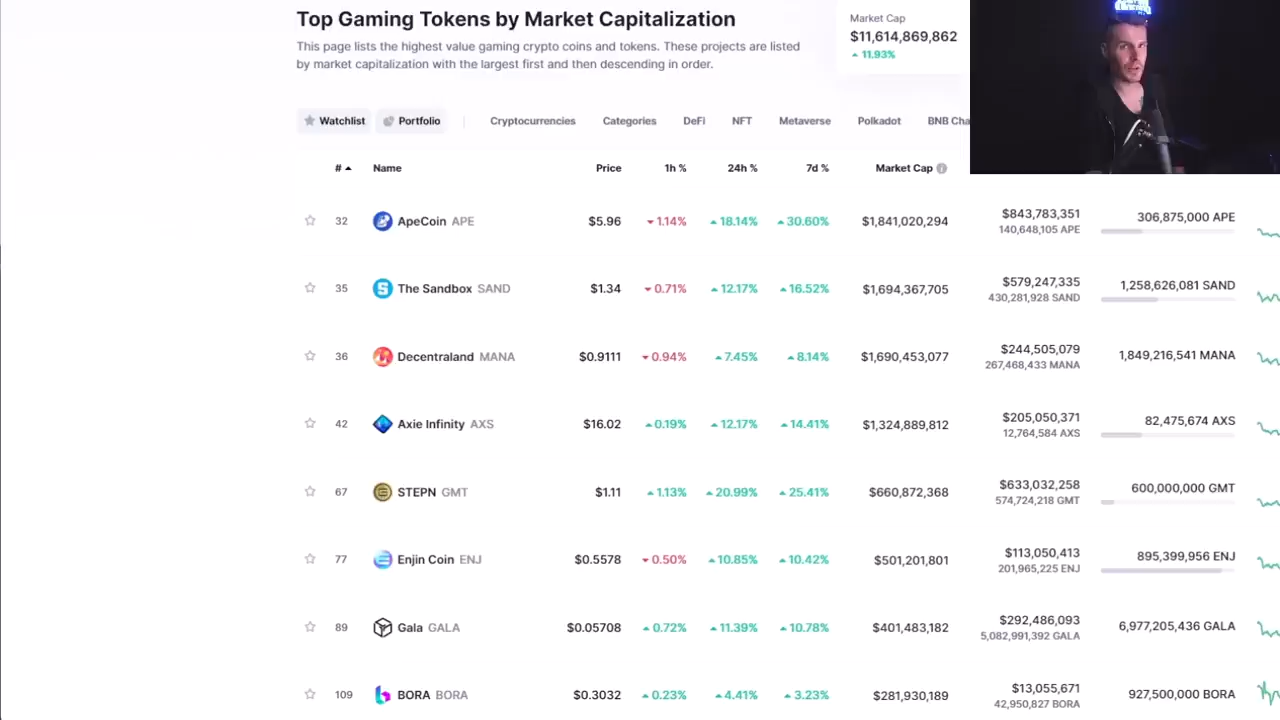 Top Gaming Tokens by Market Capitalization
This page lists the highest value gaming crypto coins and tokens. These projects are listed
by market capitalization with the largest first and then descending in order.
Market Cap
$11,614,869,862
11.93%
Watchlist Portfolio Cryptocurrencies Categories DeFi NFT Metaverse Polkadot BNB Cha
# Name Price 1h % 24h % 7d % Market Cap
32 ApeCoin APE $5.96 1.14% 18.14% 30.60% $1,841,020,294 $843,783,351 306,875,000 APE
140,648,105 APE
35 The Sandbox SAND $1.34 0.71% 12.17% 16.52% $1,694,367,705 $579,247,335 1,258,626,081 SAND
430,281,928 SAND
36 Decentraland MANA $0.9111 0.94% 7.45% 8.14% $1,690,453,077 $244,505,079 1,849,216,541 MANA
267,468,433 MANA
42 Axie Infinity AXS $16.02 0.19% 12.17% 14.41% $1,324,889,812 $205,050,371 82,475,674 AXS
12,764,584 AXS
67 STEPN GMT $1.11 1.13% 20.99% 25.41% $660,872,368 $633,032,258 600,000,000 GMT
574,724,218 GMT
77 Enjin Coin ENJ $0.5578 0.50% 10.85% 10.42% $501,201,801 $113,050,413 895,399,956 ENJ
201,965,225 ENJ
89 Gala GALA $0.05708 0.72% 11.39% 10.78% $401,483,182 $292,486,093 6,977,205,436 GALA
5,082,991,392 GALA
109 BORA BORA $0.3032 0.23% 4.41% 3.23% $281,930,189 $13,055,671 927,500,000 BORA
42,950,827 BORA